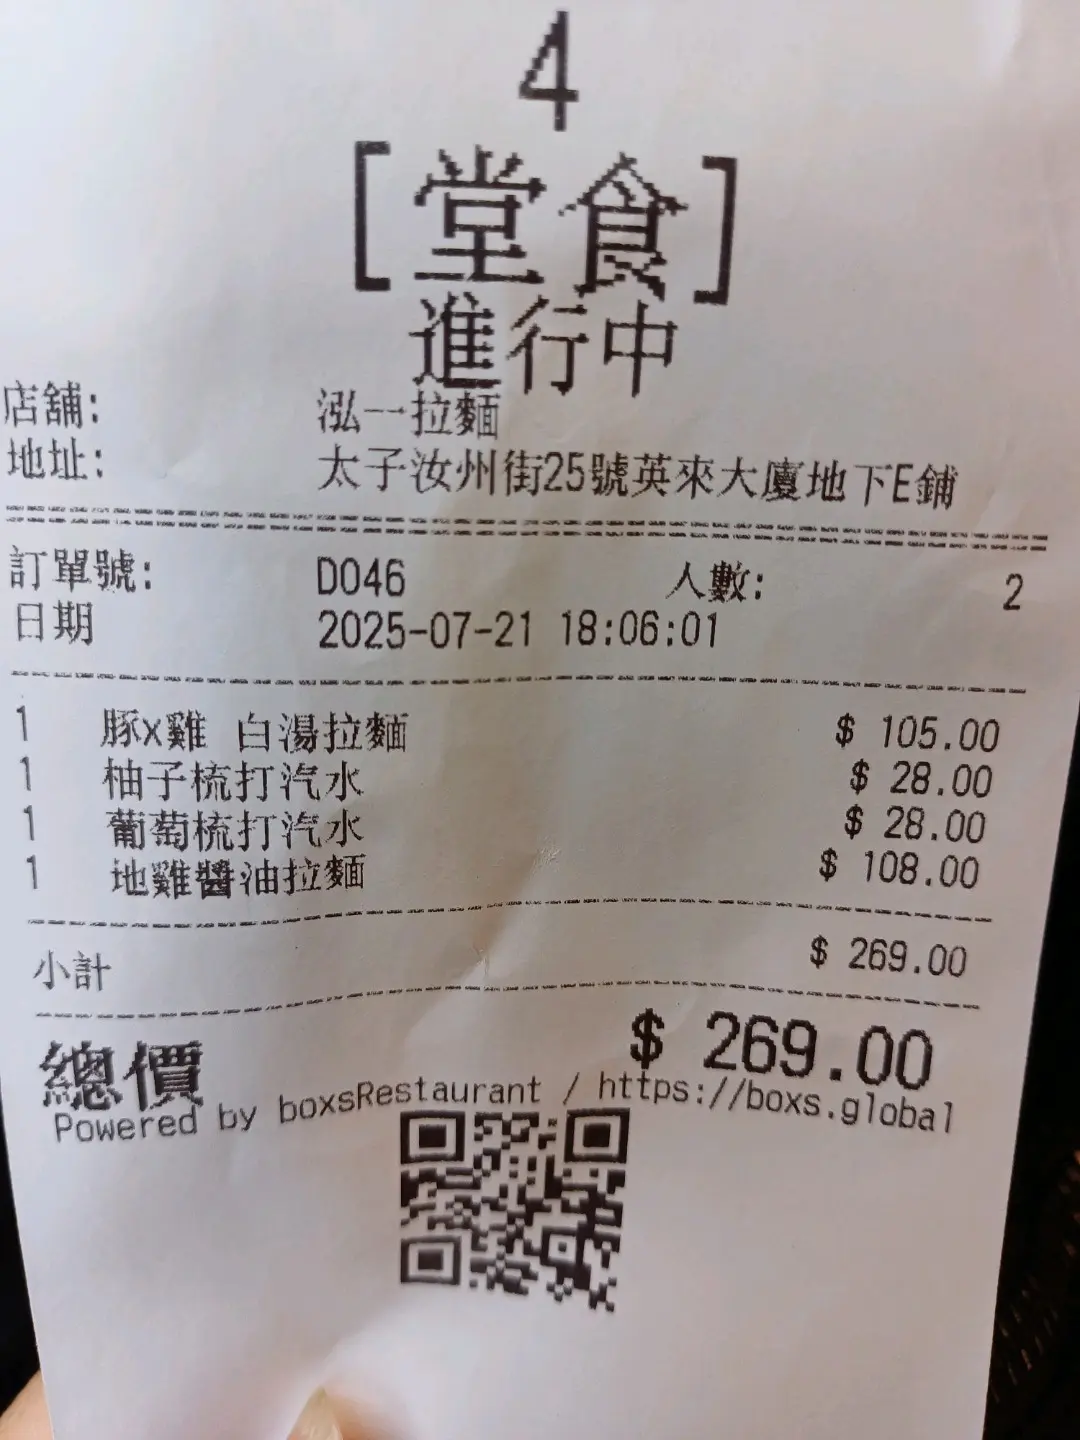 4
[堂食]
進行中
店舖: 泓一拉麵
地址: 太子汝州街25號英來大廈地下E鋪
訂單號: D046 人數: 2
日期 2025-07-21 18:06:01
1 豚x雞 白湯拉麵 $ 105.00
1 柚子梳打汽水 $ 28.00
1 葡萄梳打汽水 $ 28.00
1 地雞醬油拉麵 $ 108.00
小計 $ 269.00
總價 $ 269.00
Powered by boxsRestaurant / https://boxs.global